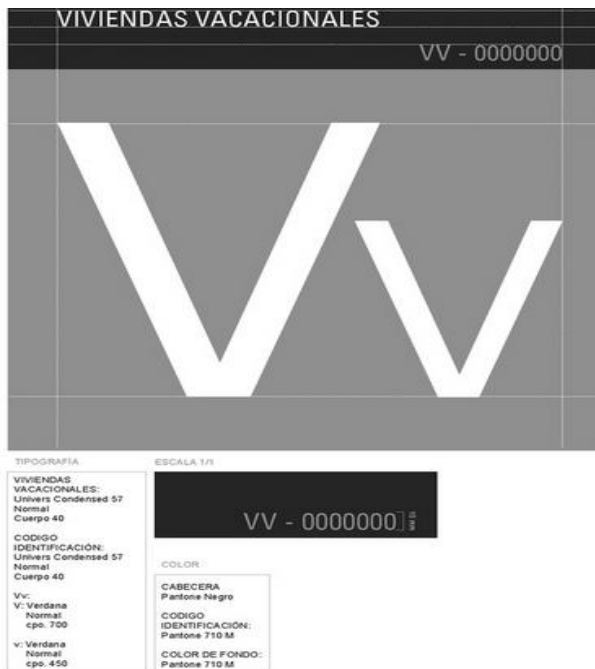 VIVIENDAS VACACIONALES
VV - 0000000
Vv
TIPOGRAFÍA
VIVIENDAS
VACACIONALES:
Univers Condensed 57
Normal
Cuerpo 40
CODIGO
IDENTIFICACIÓN:
Univers Condensed 57
Normal
Cuerpo 40
Vv:
V: Verdana
Normal
cpo. 700
v: Verdana
Normal
cpo. 450
ESCALA 1/1
VV - 0000000
COLOR
CABECERA
Pantone Negro
CODIGO
IDENTIFICACIÓN:
Pantone 710 M
COLOR DE FONDO:
Pantone 710 M